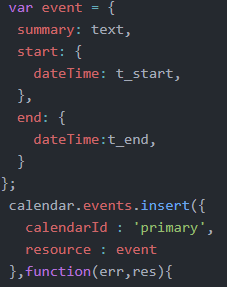 var event = {
summary: text,
start: {
dateTime: t_start,
},
end: {
dateTime:t_end,
}
};
calendar.events.insert({
calendarId : 'primary',
resource : event
},function(err,res){